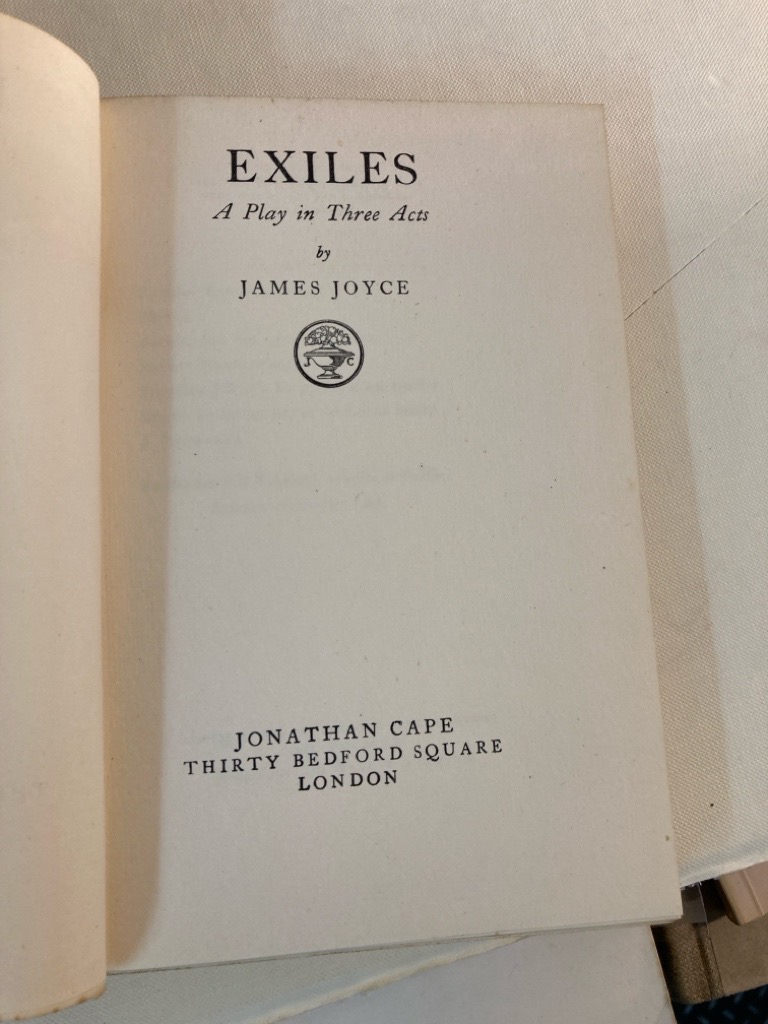 EXILES
A Play in Three Acts
by
JAMES JOYCE
J C
JONATHAN CAPE
THIRTY BEDFORD SQUARE
LONDON